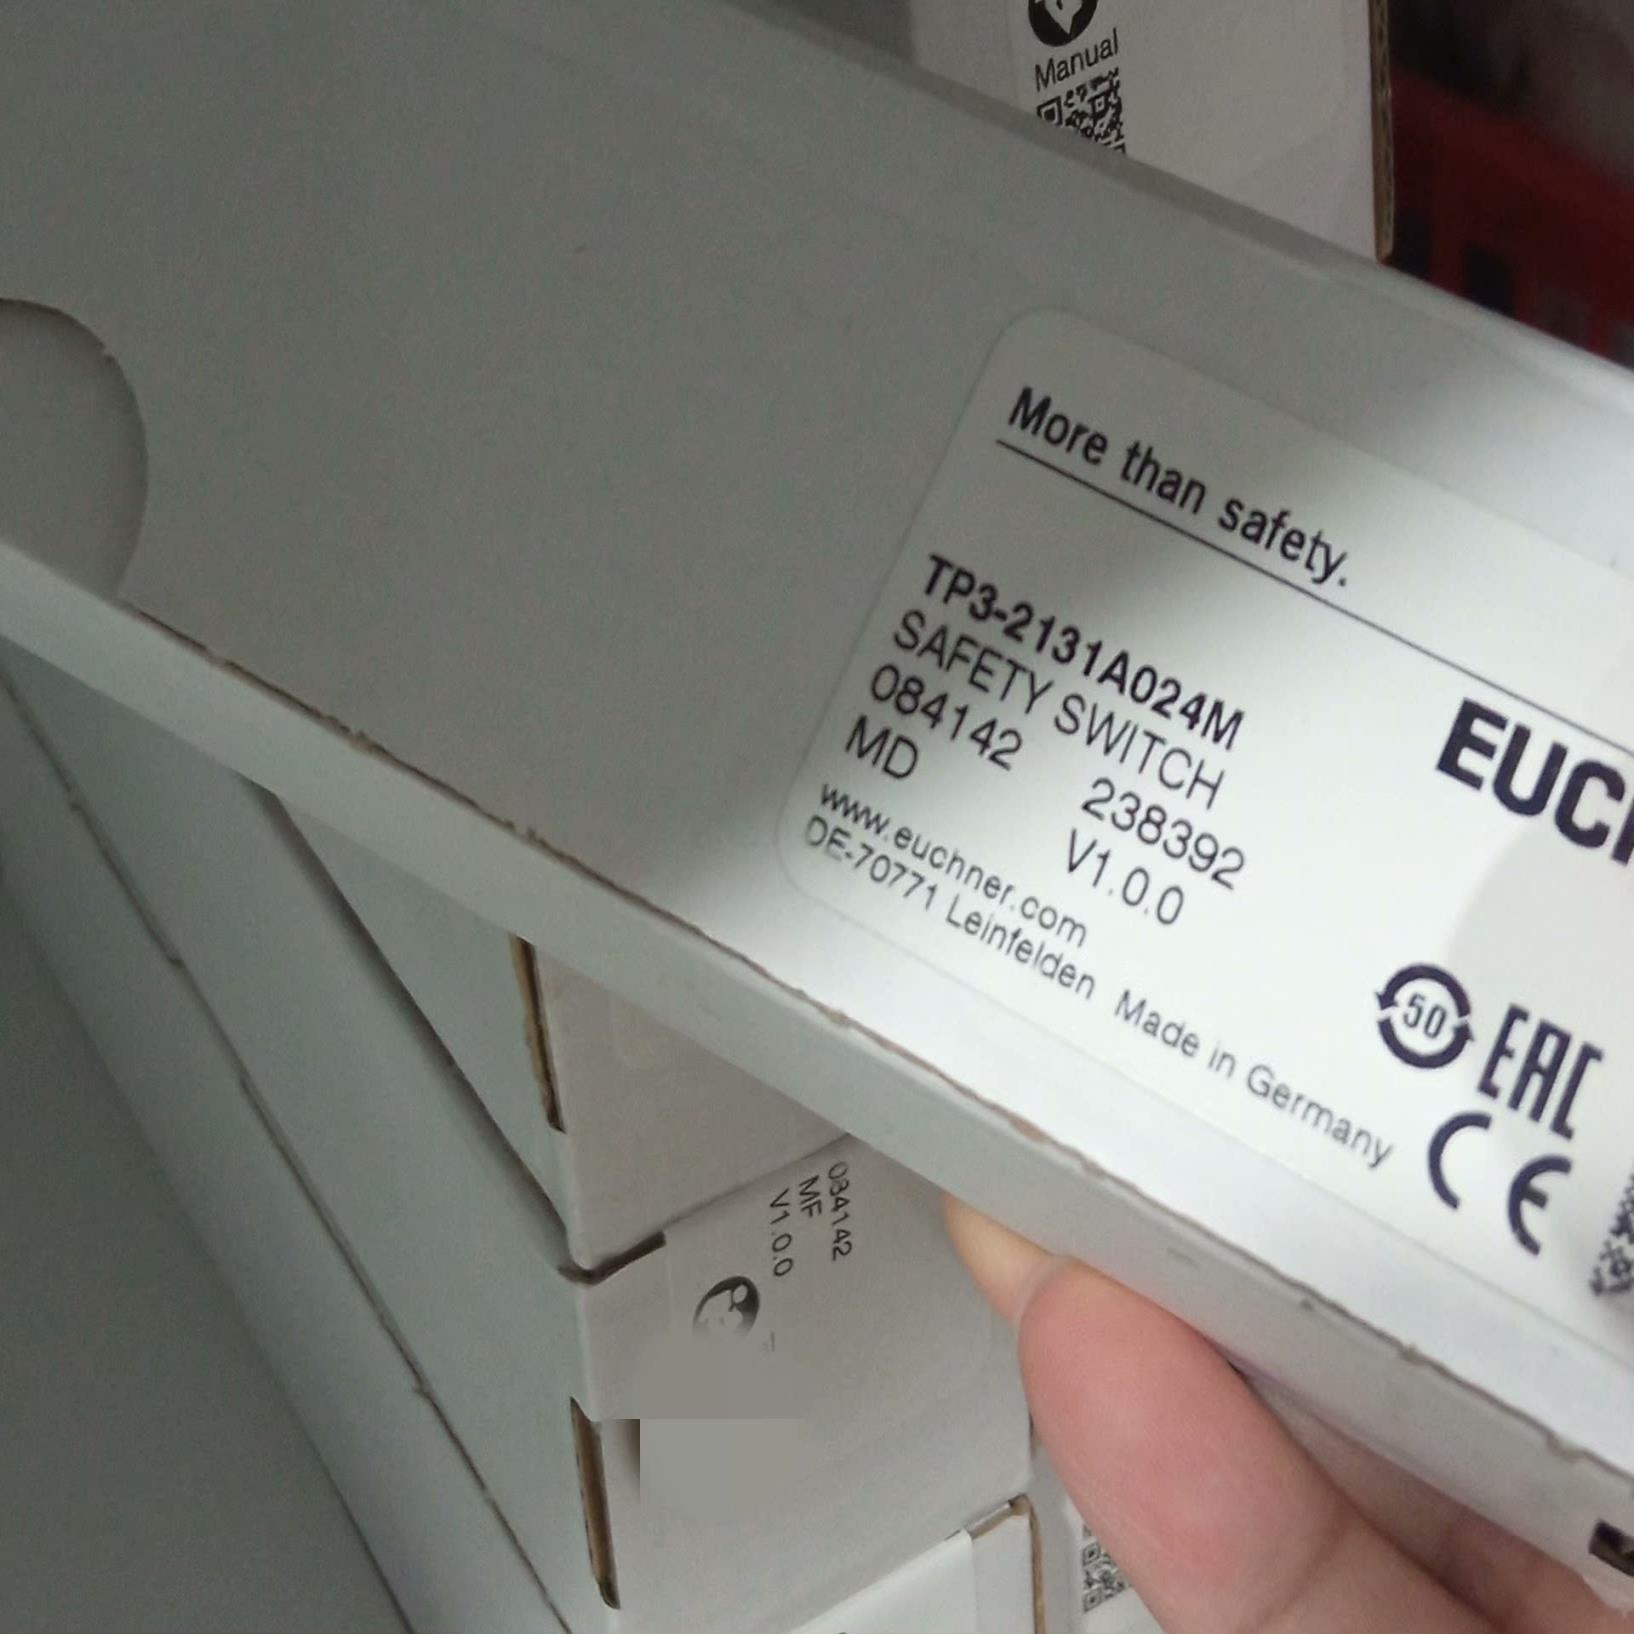 Manual
More than safety.
TP3-2131A024M
SAFETY SWITCH
084142 238392
MD V1.0.0
www.euchner.com
DE-70771 Leinfelden Made in Germany
50
EAC
CE
084142
MF
V1.0.0